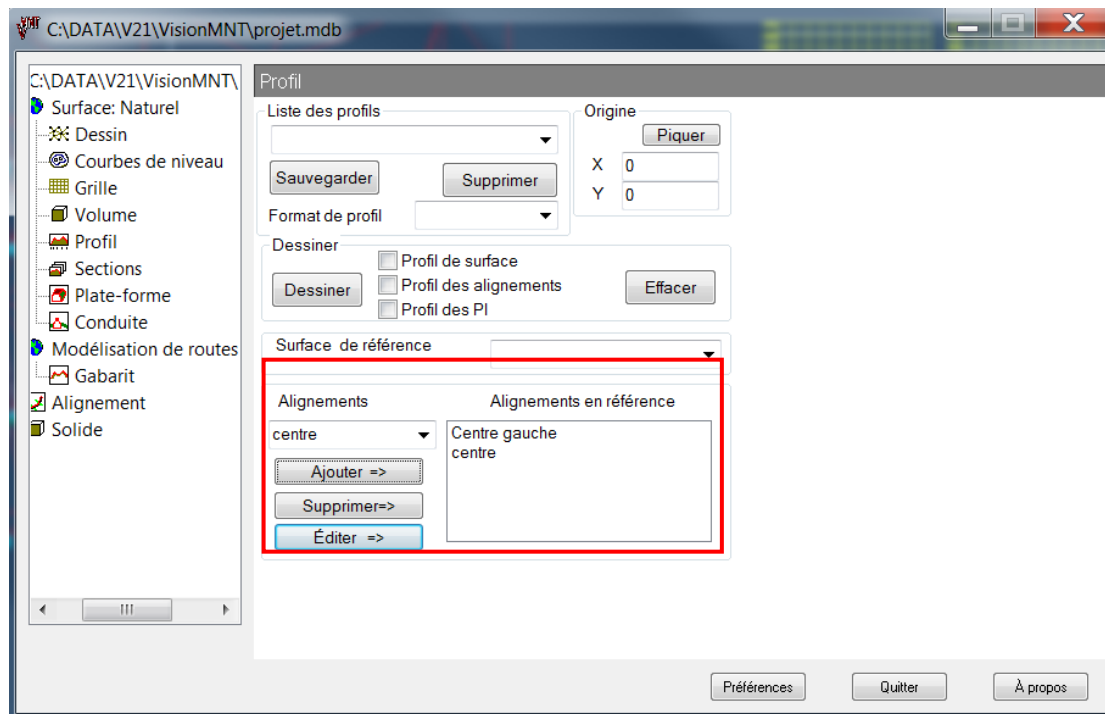 C:\DATA\V21\VisionMNT\projet.mdb
C:\DATA\V21\VisionMNT\
Surface: Naturel
Dessin
Courbes de niveau
Grille
Volume
Profil
Sections
Plate-forme
Conduite
Modélisation de routes
Gabarit
Alignement
Solide
Profil
Liste des profils
Sauvegarder
Supprimer
Format de profil
Origine
Piquer
X 0
Y 0
Dessiner
Dessiner
Profil de surface
Profil des alignements
Profil des PI
Effacer
Surface de référence
Alignements
centre
Ajouter =>
Supprimer=>
Éditer =>
Alignements en référence
Centre gauche
centre
Préférences
Quitter
À propos